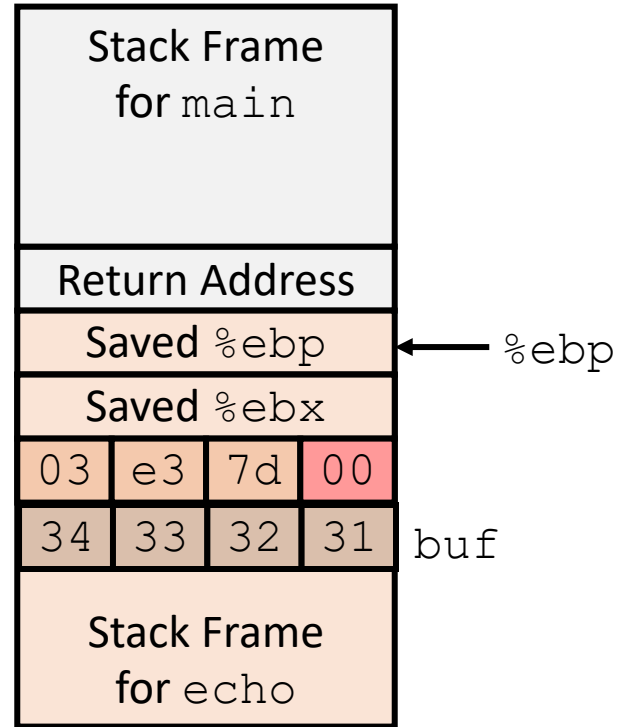 Stack Frame
for main
Return Address
Saved %ebp
%ebp
Saved %ebx
03 e3 7d 00
34 33 32 31 buf
Stack Frame
for echo